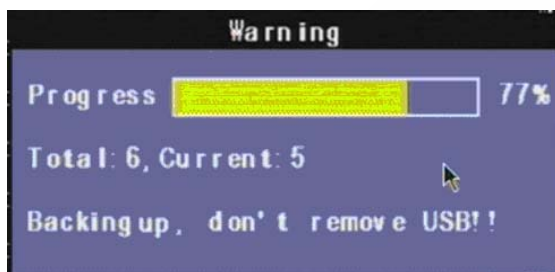 Warning
Progress 77%
Total: 6, Current: 5
Backing up, don't remove USB!!